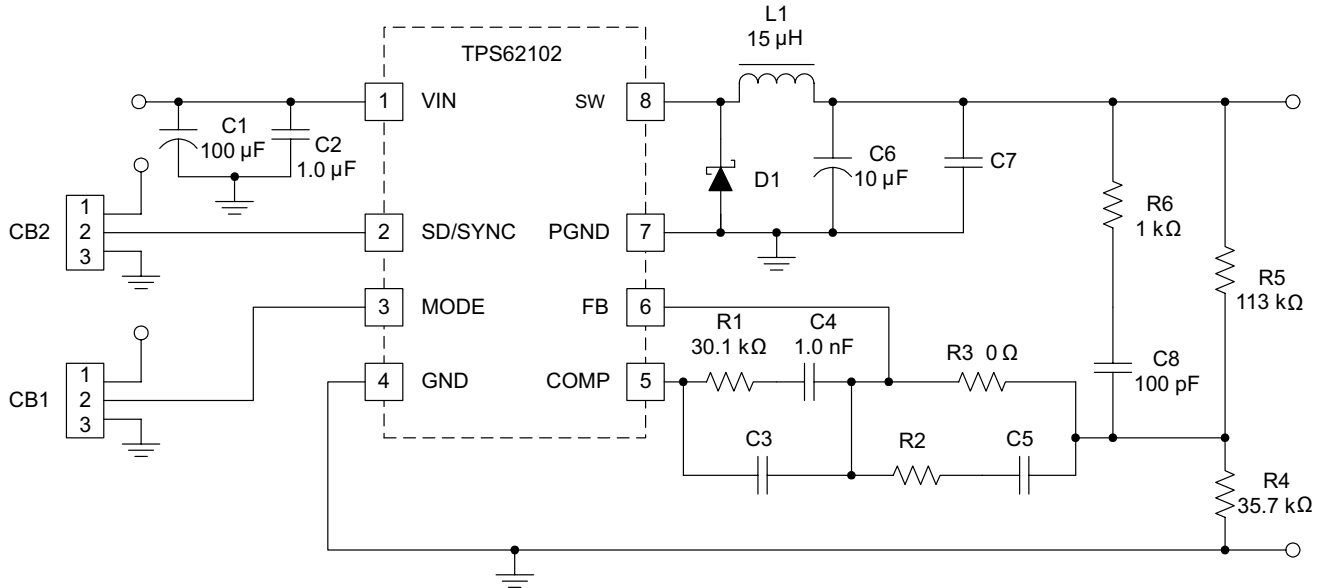 L1
15 µH
TPS62102
1 VIN
SW 8
C1
100 µF
C2
1.0 µF
C6
10 µF
C7
D1
CB2
1
2
3
2 SD/SYNC
PGND 7
R6
1 kΩ
R5
113 kΩ
3 MODE
FB 6
R1
30.1 kΩ
C4
1.0 nF
R3 0 Ω
C8
100 pF
CB1
1
2
3
4 GND
COMP 5
C3
R2
C5
R4
35.7 kΩ